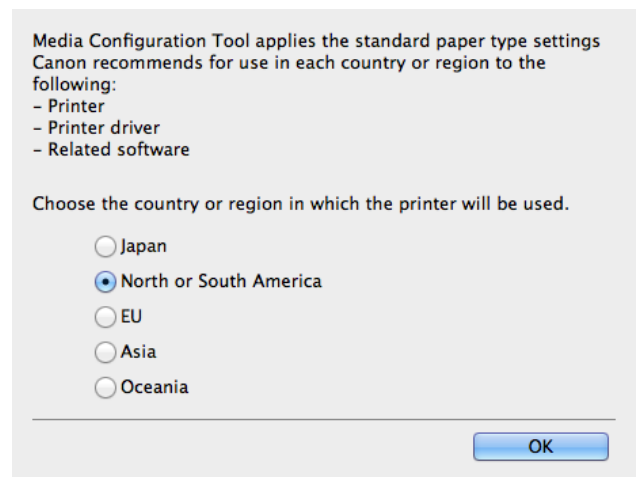 Media Configuration Tool applies the standard paper type settings
Canon recommends for use in each country or region to the
following:
– Printer
– Printer driver
– Related software
Choose the country or region in which the printer will be used.
Japan
North or South America
EU
Asia
Oceania
OK